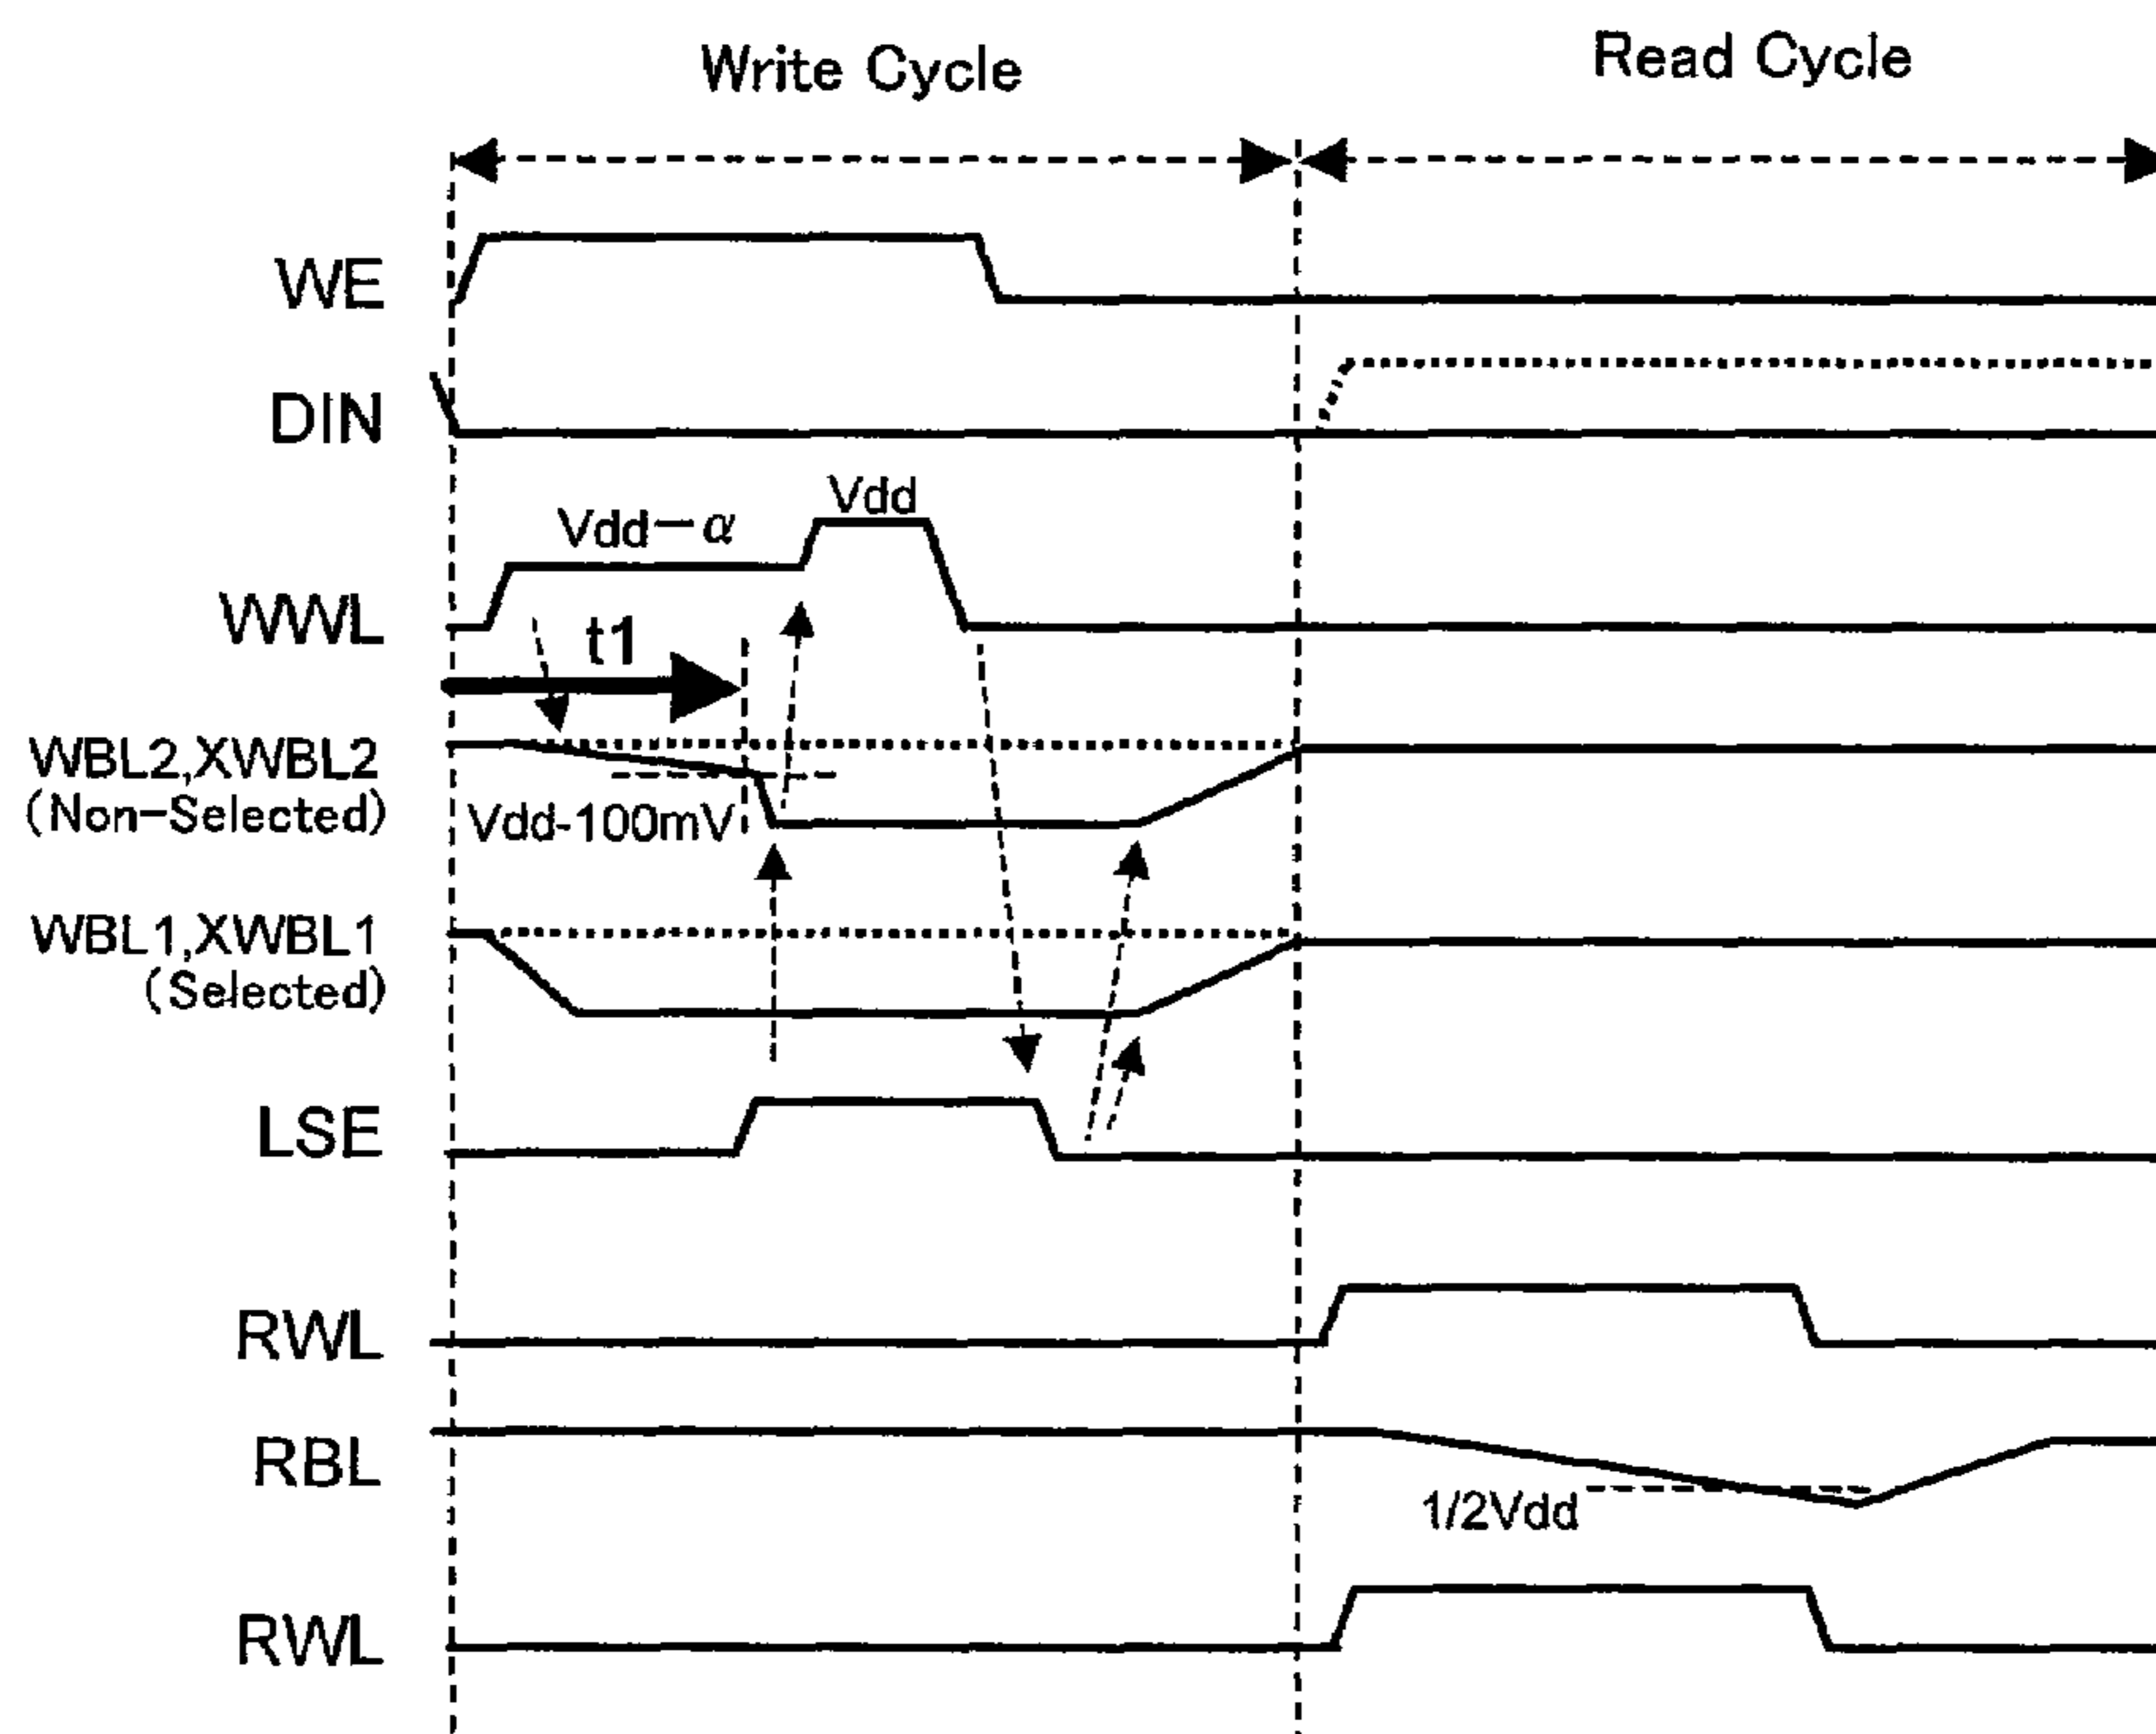 Write Cycle
Read Cycle
WE
DIN
Vdd
Vdd－α
WWL
t1
WBL2,XWBL2
(Non-Selected)
Vdd-100mV
WBL1,XWBL1
(Selected)
LSE
RWL
RBL
1/2Vdd
RWL